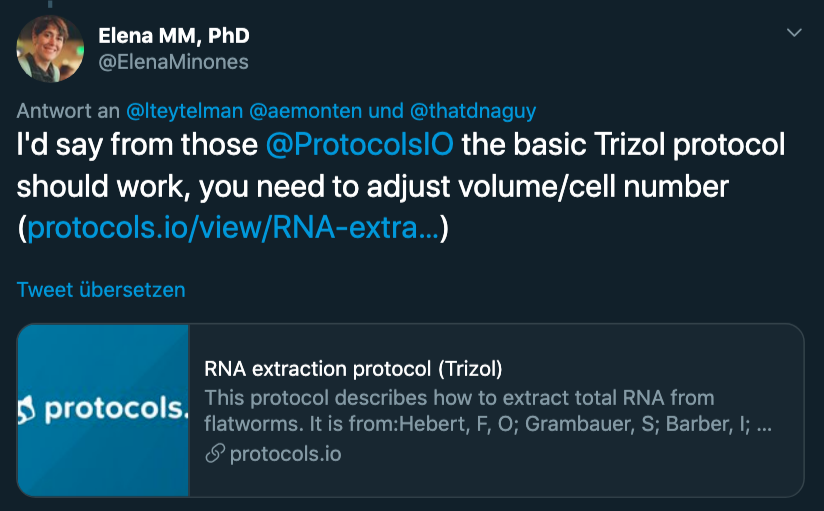 Elena MM, PhD
@ElenaMinones
Antwort an @lteytelman @aemonten und @thatdnaguy
I'd say from those @ProtocolsIO the basic Trizol protocol
should work, you need to adjust volume/cell number
(protocols.io/view/RNA-extra...)
Tweet übersetzen
protocols.
RNA extraction protocol (Trizol)
This protocol describes how to extract total RNA from
flatworms. It is from:Hebert, F, O; Grambauer, S; Barber, I; ...
protocols.io